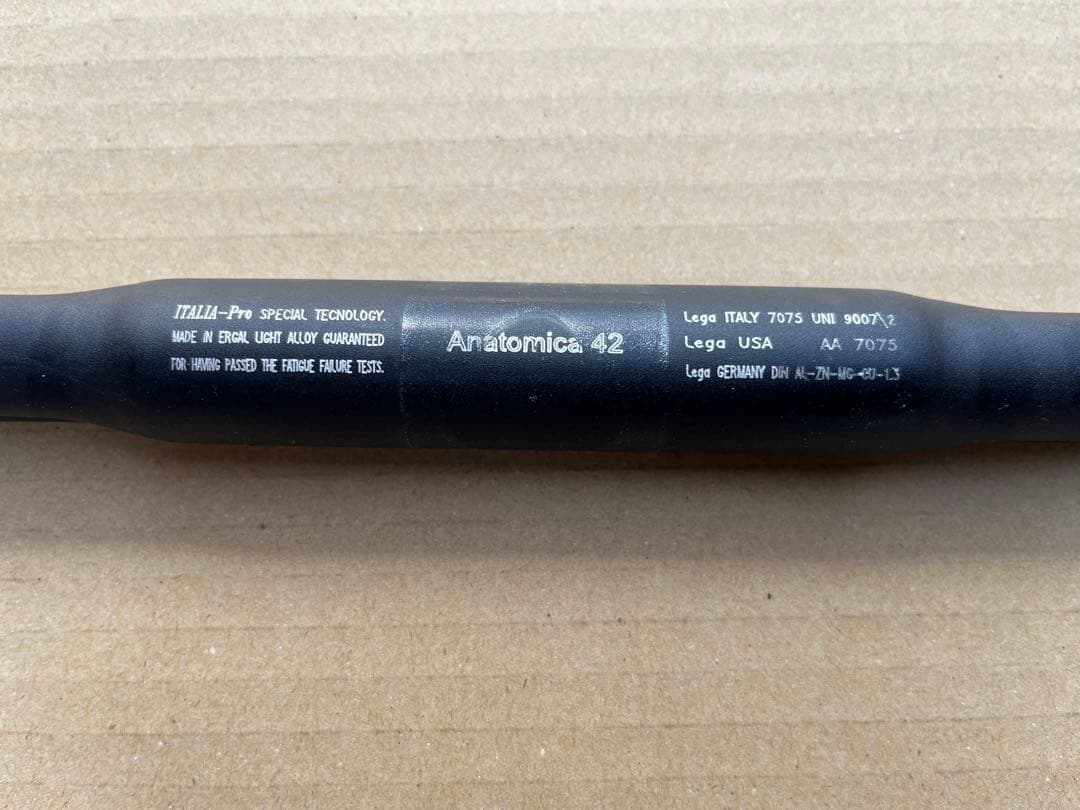 ITALIA-Pro SPECIAL TECNOLOGY.
MADE IN ERGAL LIGHT ALLOY GUARANTEED
FOR HAVING PASSED THE FATIGUE FAILURE TESTS.
Anatomica 42
Lega ITALY 7075 UNI 9007\2
Lega USA AA 7075
Lega GERMANY DIN AL-ZN-MG-CU-1.5